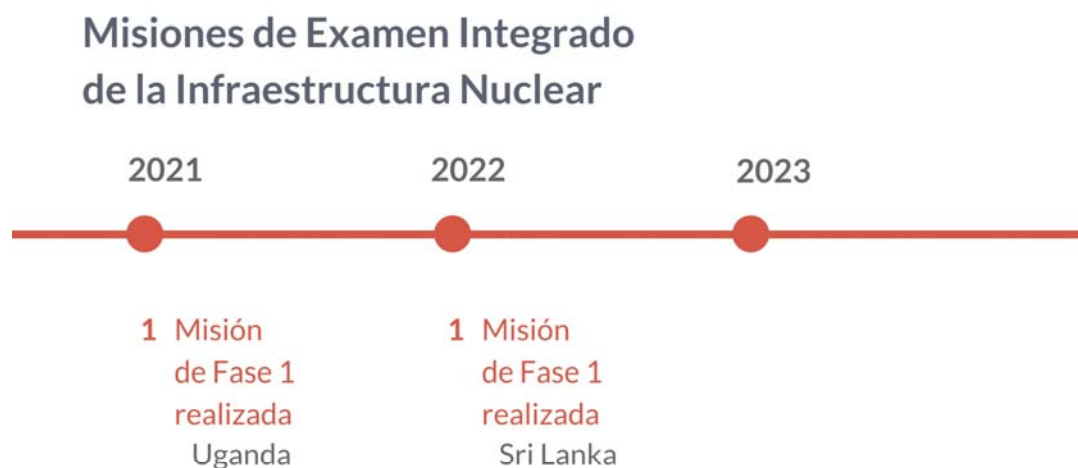 Misiones de Examen Integrado
de la Infraestructura Nuclear
2021
2022
2023
1 Misión
de Fase 1
realizada
Uganda
1 Misión
de Fase 1
realizada
Sri Lanka